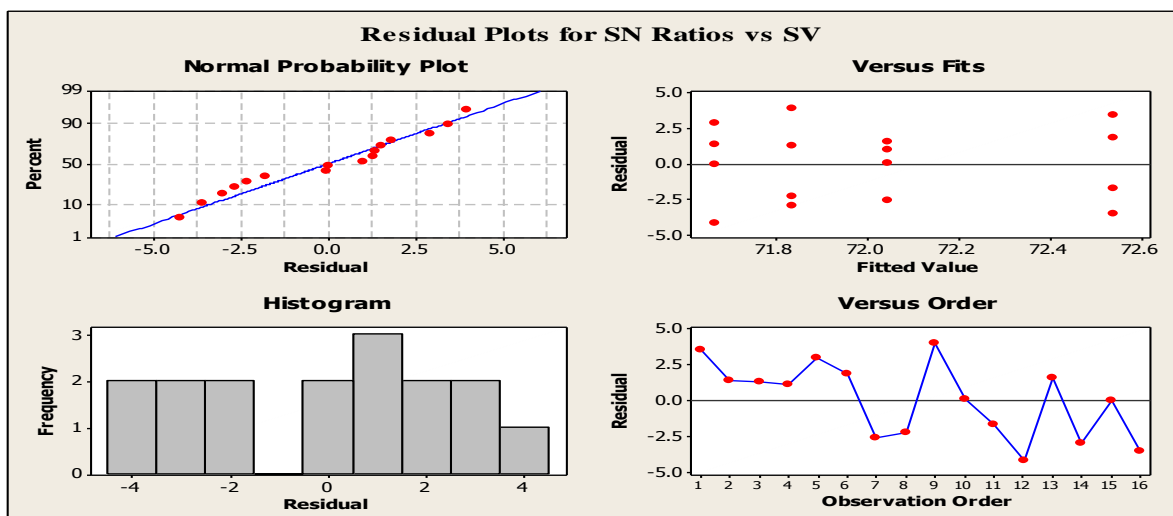 Residual Plots for SN Ratios vs SV
Normal Probability Plot
99
90
50
10
1
Percent
-5.0 -2.5 0.0 2.5 5.0
Residual
Versus Fits
5.0
2.5
0.0
-2.5
-5.0
Residual
71.8 72.0 72.2 72.4 72.6
Fitted Value
Histogram
3
2
1
0
Frequency
-4 -2 0 2 4
Residual
Versus Order
5.0
2.5
0.0
-2.5
-5.0
Residual
1 2 3 4 5 6 7 8 9 10 11 12 13 14 15 16
Observation Order